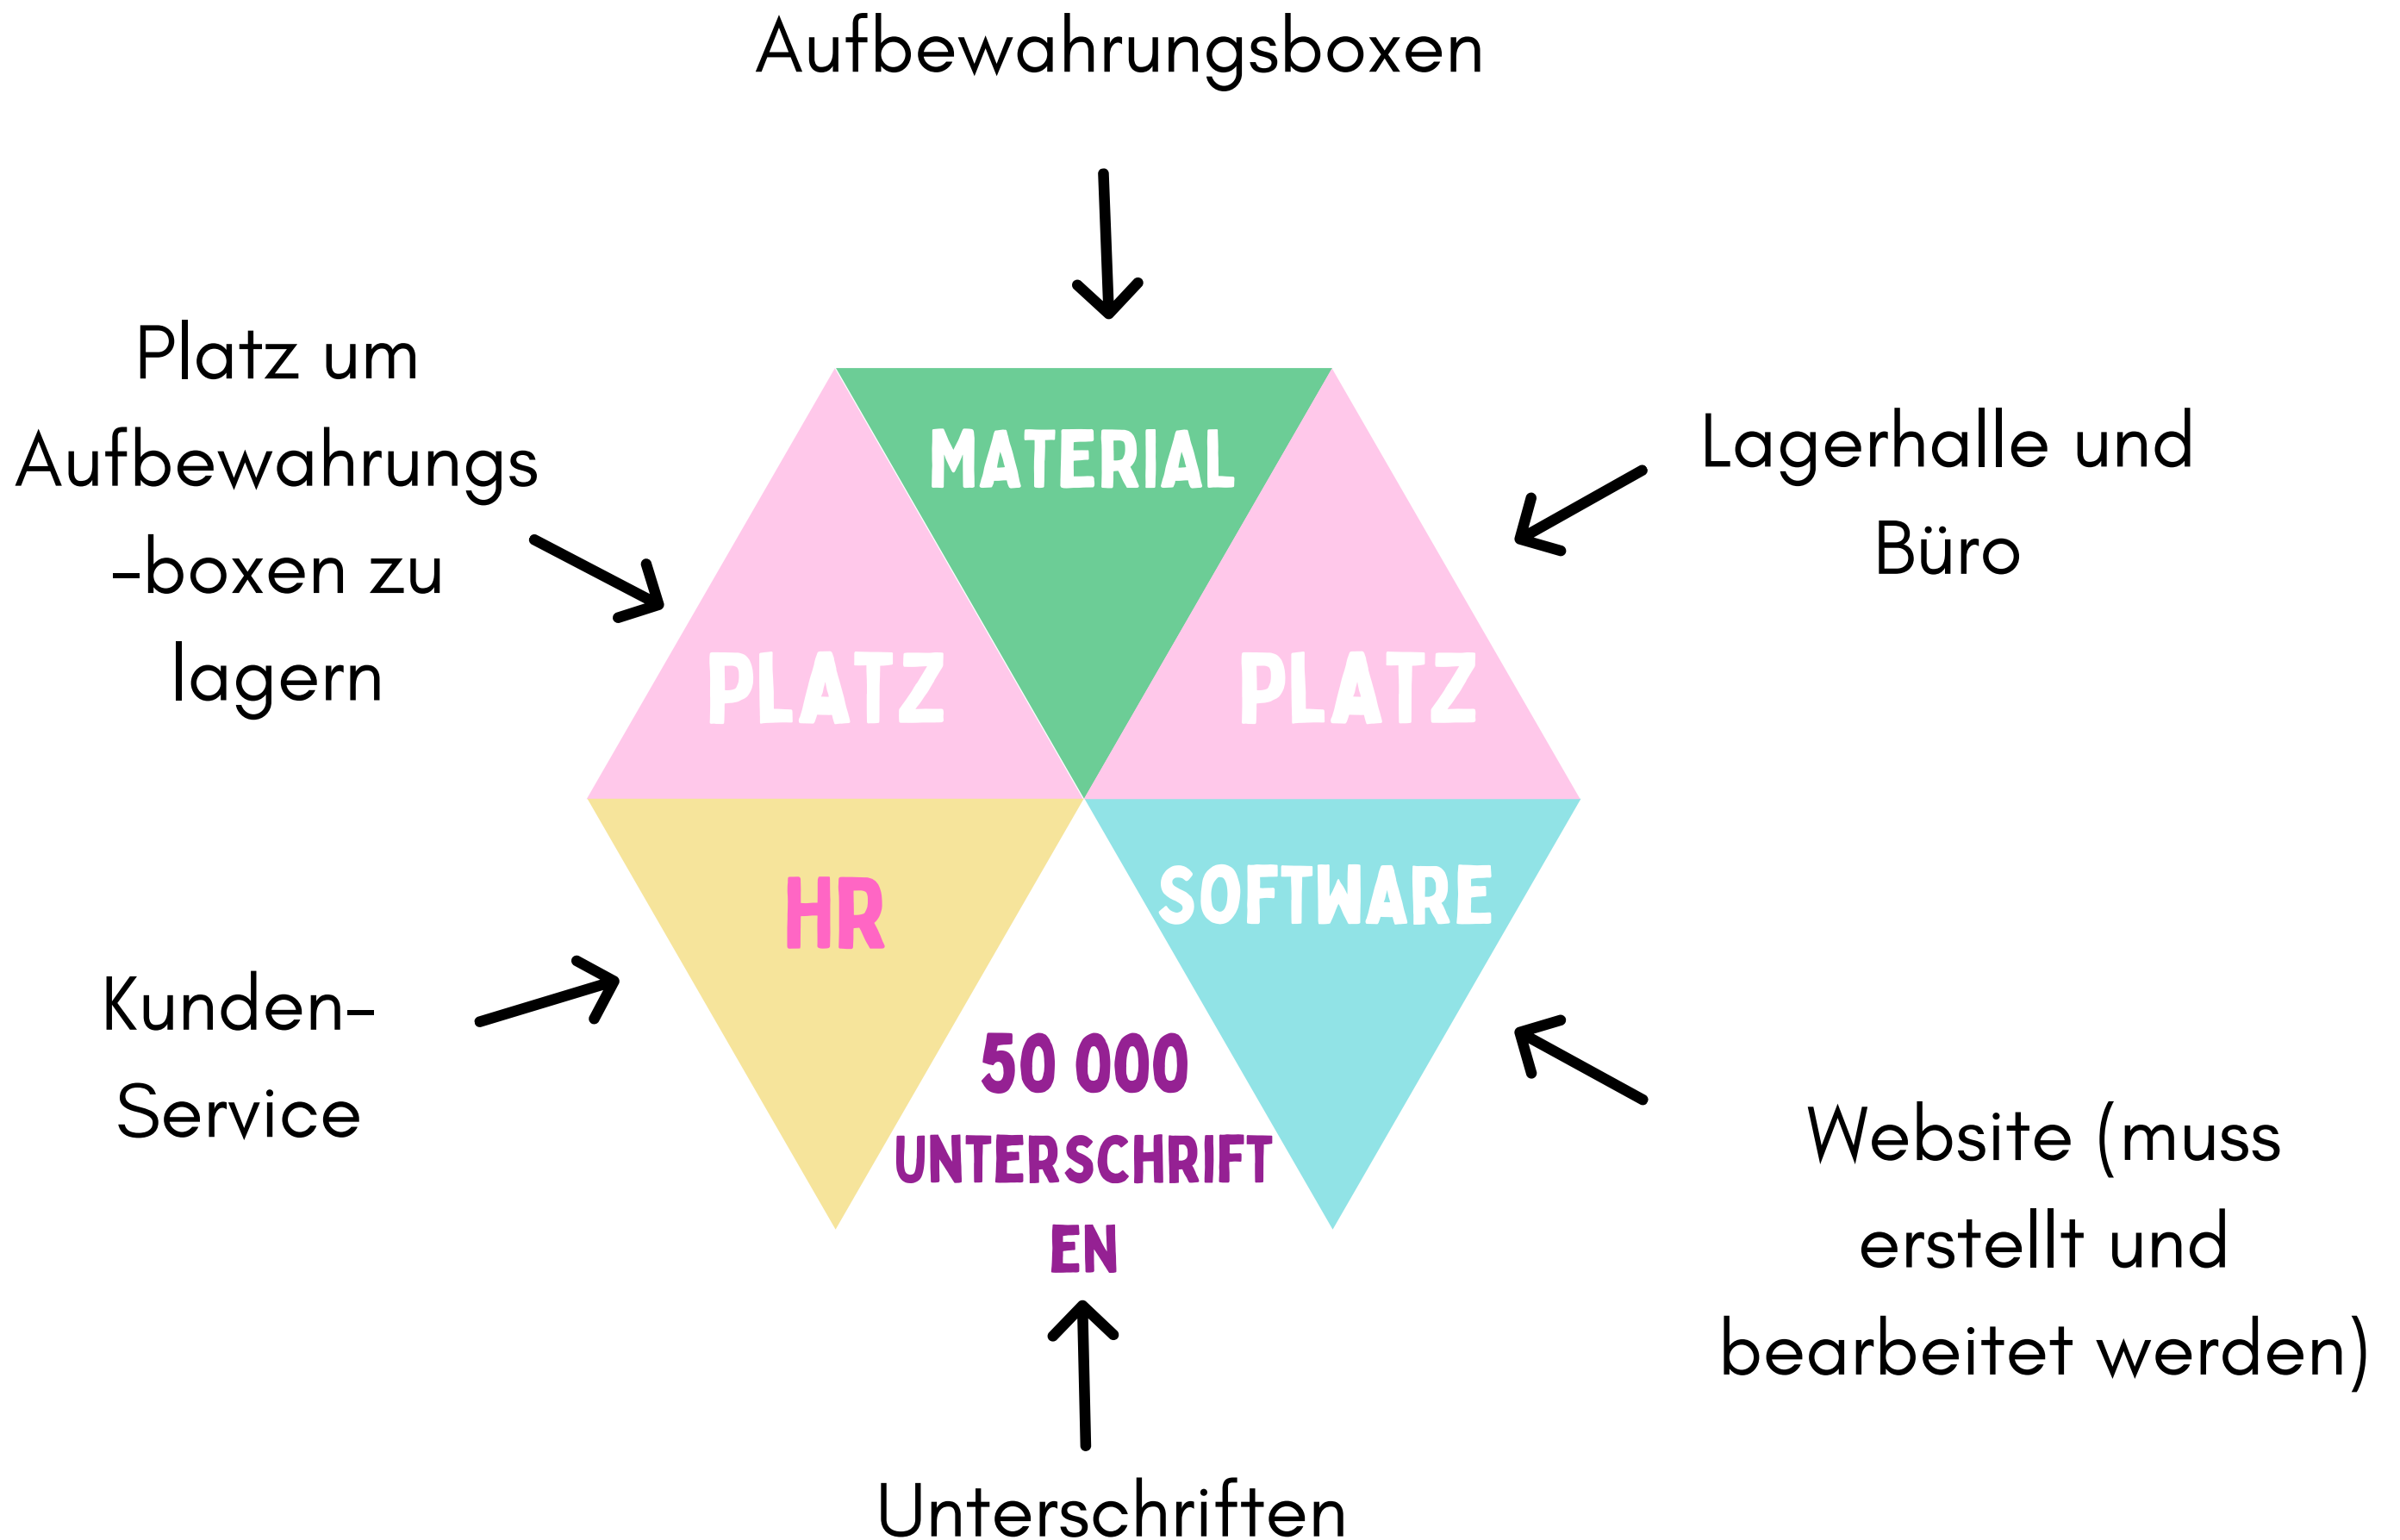 Aufbewahrungsboxen
Platz um
Aufbewahrungs
-boxen zu
lagern
Lagerhalle und
Büro
MATERIAL
PLATZ
PLATZ
HR
SOFTWARE
50 000
UNTERSCHRIFT
EN
Kunden-
Service
Website (muss
erstellt und
bearbeitet werden)
Unterschriften